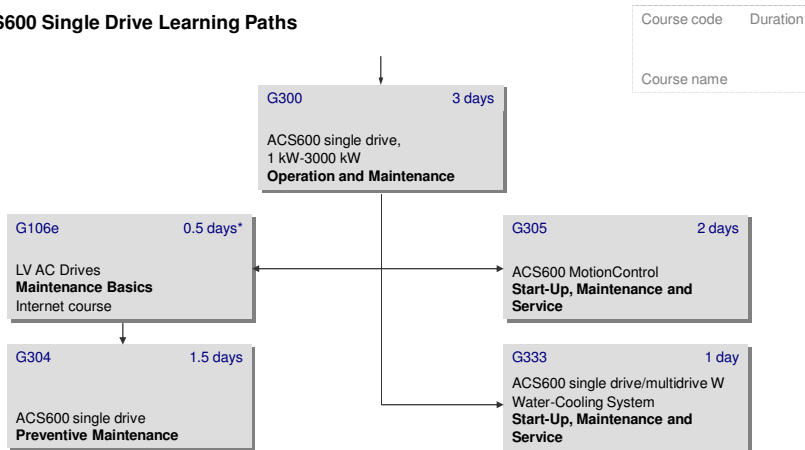 S600 Single Drive Learning Paths
Course code Duration
Course name
G300 3 days
ACS600 single drive,
1 kW-3000 kW
Operation and Maintenance
G106e 0.5 days*
LV AC Drives
Maintenance Basics
Internet course
G305 2 days
ACS600 MotionControl
Start-Up, Maintenance and
Service
G304 1.5 days
ACS600 single drive
Preventive Maintenance
G333 1 day
ACS600 single drive/multidrive W
Water-Cooling System
Start-Up, Maintenance and
Service